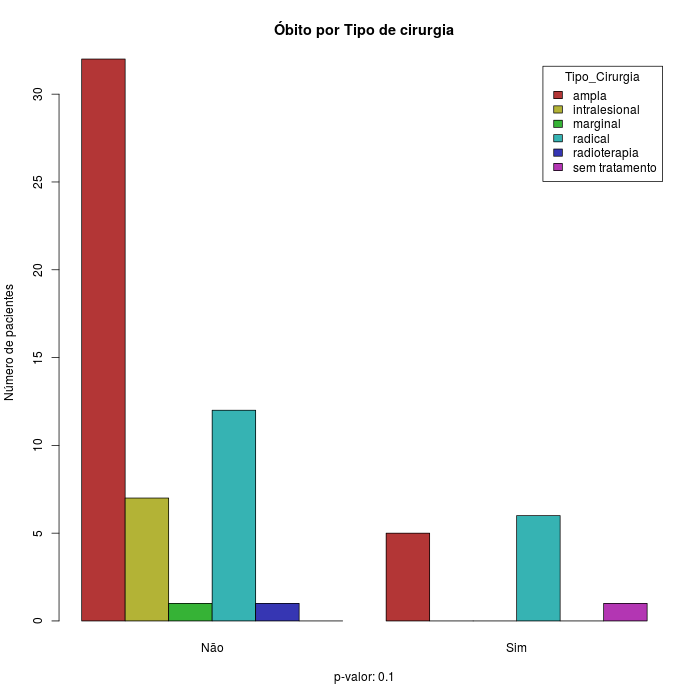 Óbito por Tipo de cirurgia
Tipo_Cirurgia
ampla
intralesional
marginal
radical
radioterapia
sem tratamento
Número de pacientes
30
25
20
15
10
5
0
Não
Sim
p-valor: 0.1